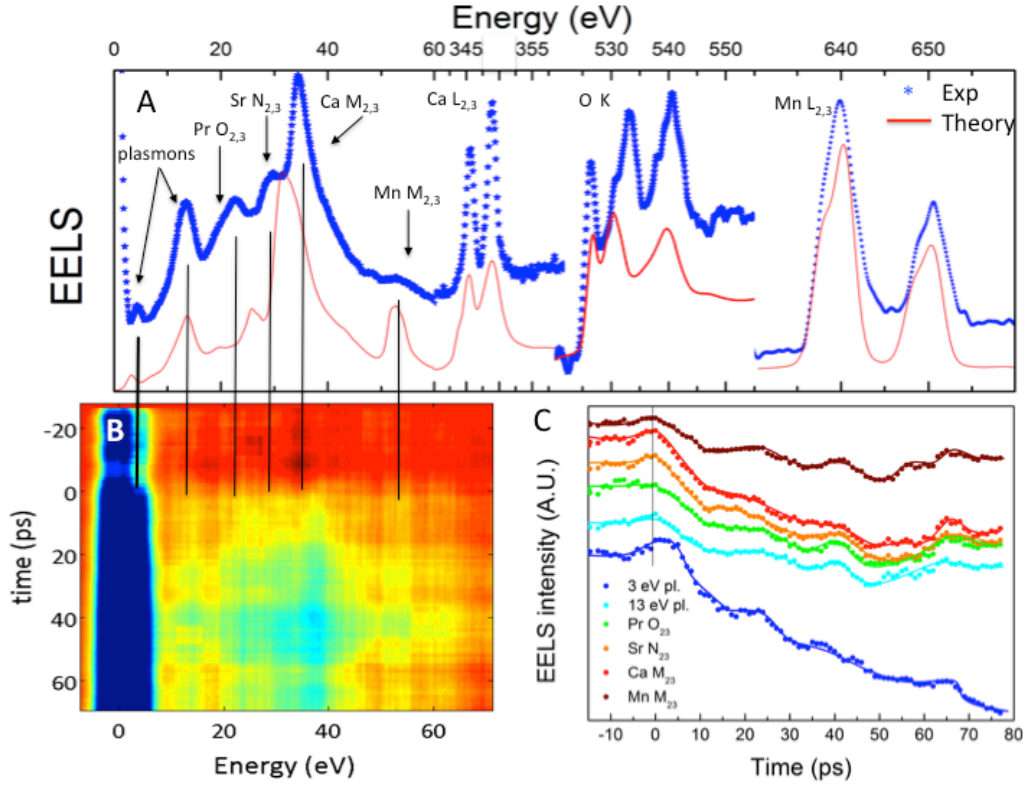 Energy (eV)
0 20 40 60 345 355 530 540 550 640 650
A
plasmons
Pr O2,3
Sr N2,3
Ca M2,3
Mn M2,3
Ca L2,3
O K
Mn L2,3
* Exp
Theory
EELS
B
-20
0
20
40
60
time (ps)
0 20 40 60
Energy (eV)
C
EELS intensity (A.U.)
3 eV pl.
13 eV pl.
Pr O23
Sr N23
Ca M23
Mn M23
-10 0 10 20 30 40 50 60 70 80
Time (ps)